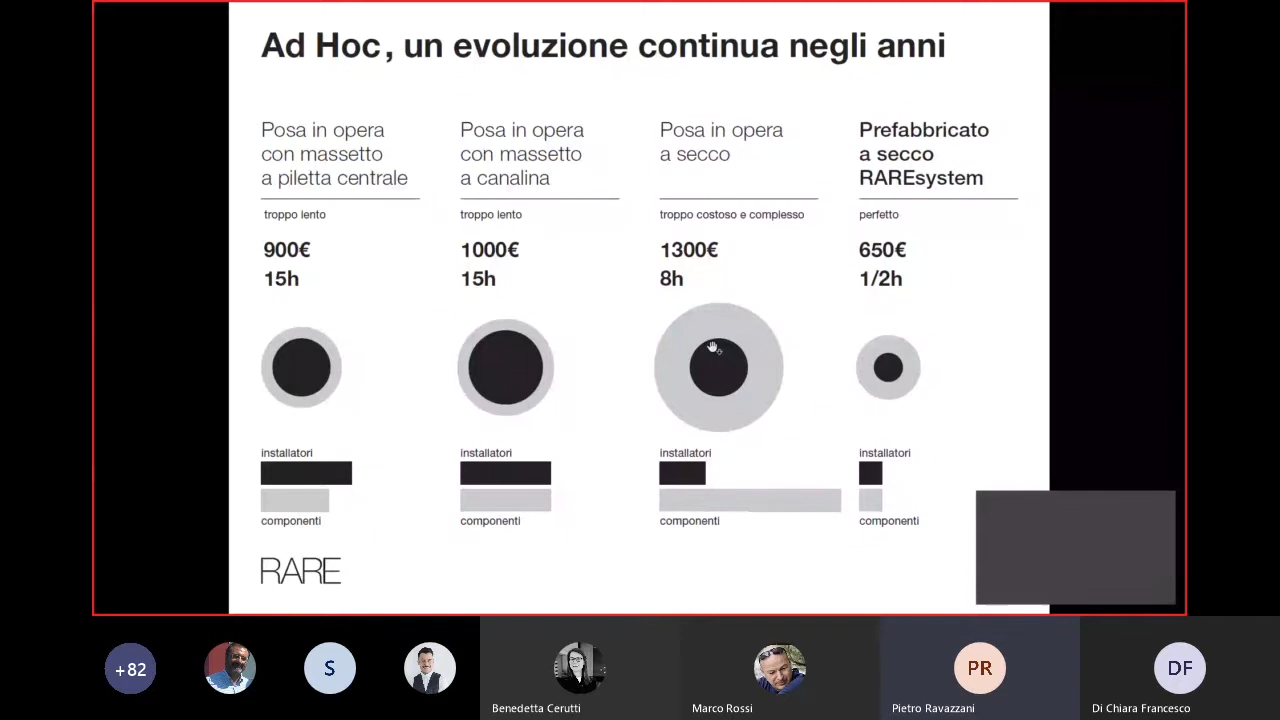 Ad Hoc, un evoluzione continua negli anni
Posa in opera
con massetto
a piletta centrale
troppo lento
900€
15h
installatori
componenti
Posa in opera
con massetto
a canalina
troppo lento
1000€
15h
installatori
componenti
Posa in opera
a secco
troppo costoso e complesso
1300€
8h
installatori
componenti
Prefabbricato
a secco
RAREsystem
perfetto
650€
1/2h
installatori
componenti
RARE
+82
S
Benedetta Cerutti
Marco Rossi
PR
Pietro Ravazzani
DF
Di Chiara Francesco